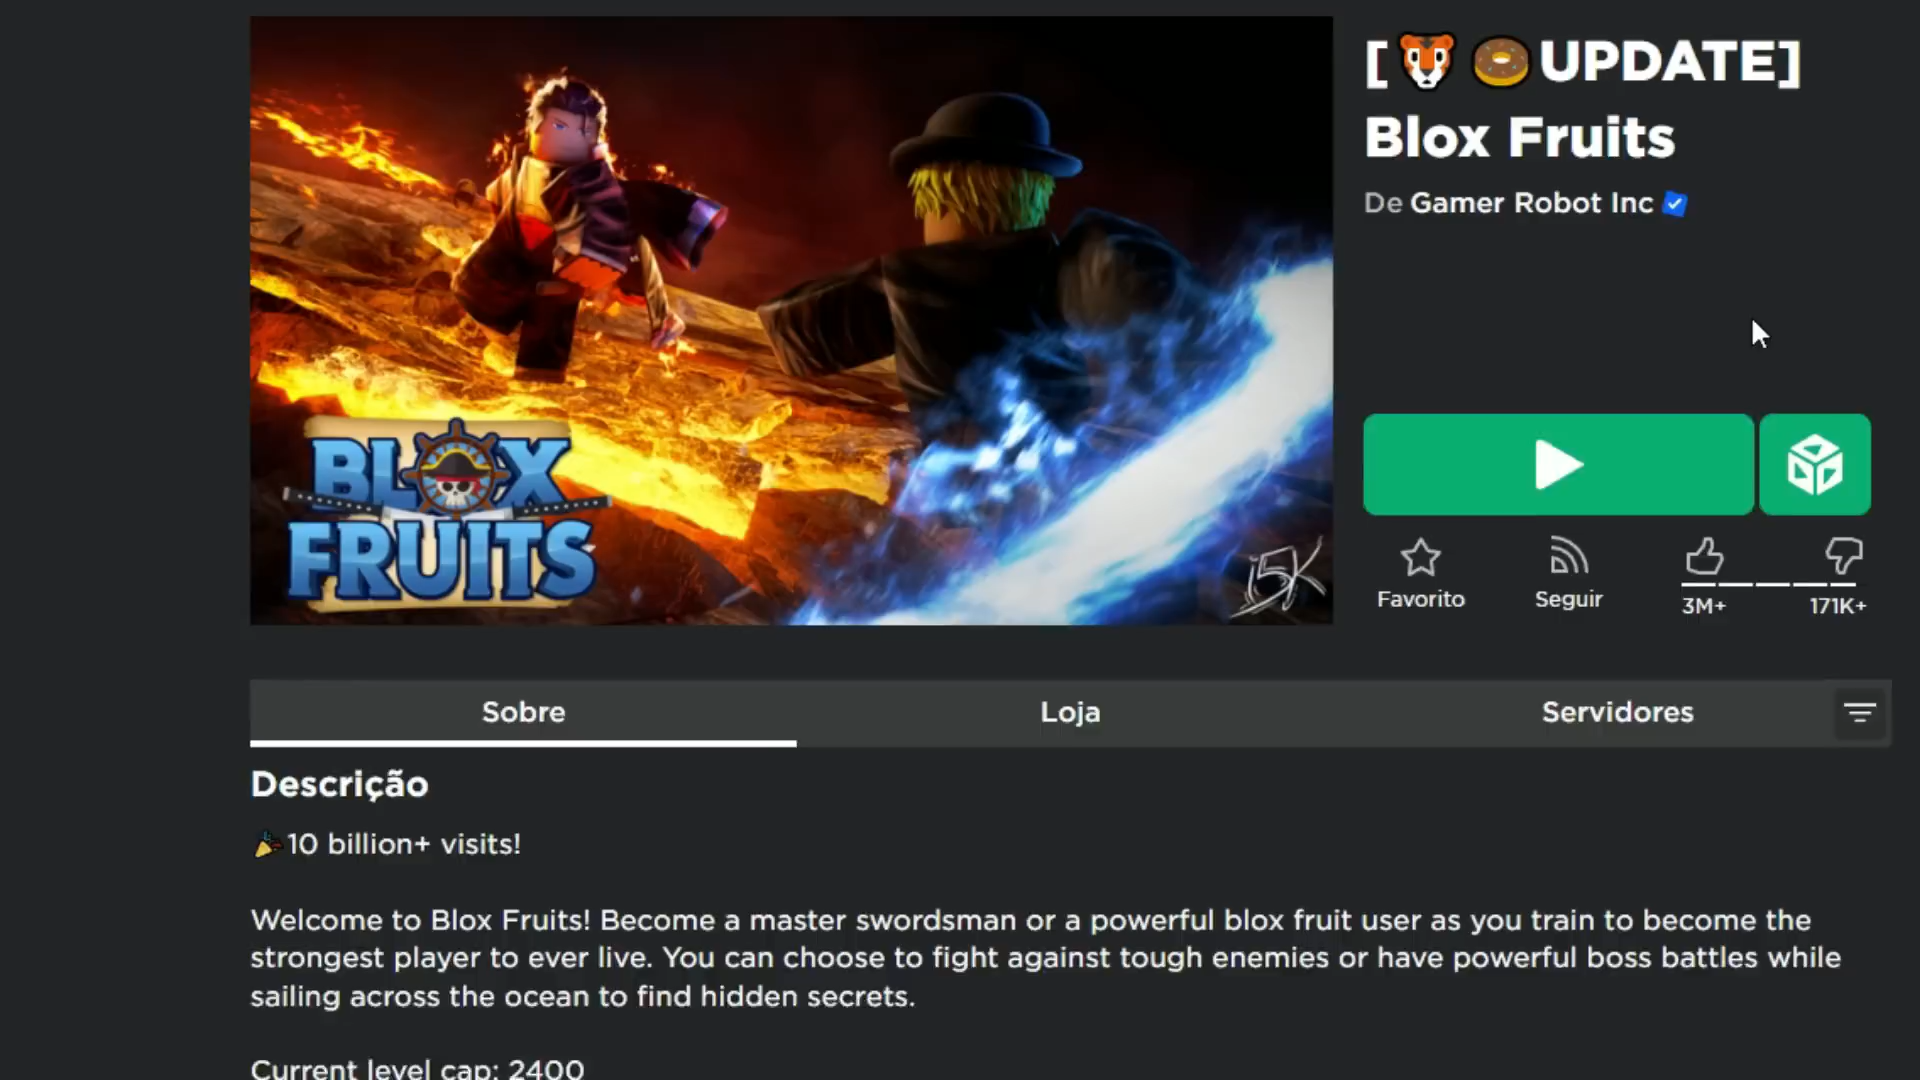 [🐯 🍩UPDATE]
Blox Fruits
De Gamer Robot Inc
BLOX
FRUITS
i5K
Favorito
Seguir
3M+
171K+
Sobre
Loja
Servidores
Descrição
🎉10 billion+ visits!
Welcome to Blox Fruits! Become a master swordsman or a powerful blox fruit user as you train to become the
strongest player to ever live. You can choose to fight against tough enemies or have powerful boss battles while
sailing across the ocean to find hidden secrets.
Current level cap: 2400